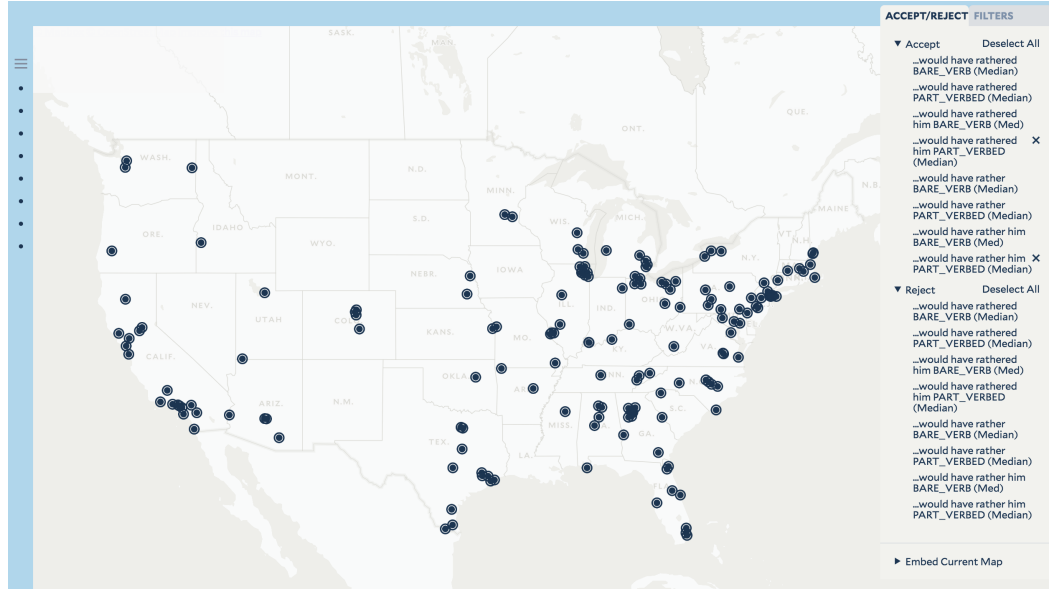 ACCEPT/REJECT FILTERS
▼ Accept Deselect All
...would have rathered
BARE_VERB (Median)
...would have rathered
PART_VERBED (Median)
...would have rathered
him BARE_VERB (Med)
...would have rathered ✕
him PART_VERBED
(Median)
...would have rather
BARE_VERB (Median)
...would have rather
PART_VERBED (Median)
...would have rather him
BARE_VERB (Med)
...would have rather him ✕
PART_VERBED (Median)
▼ Reject Deselect All
...would have rathered
BARE_VERB (Median)
...would have rathered
PART_VERBED (Median)
...would have rathered
him BARE_VERB (Med)
...would have rathered
him PART_VERBED
(Median)
...would have rather
BARE_VERB (Median)
...would have rather
PART_VERBED (Median)
...would have rather him
BARE_VERB (Med)
...would have rather him
PART_VERBED (Median)
▶ Embed Current Map
SASK.
MAN.
ONT.
QUE.
N.B.
WASH.
MONT.
N.D.
MINN.
MAINE
ORE.
IDAHO
S.D.
WIS.
MICH.
VT.
N.H.
WYO.
IOWA
NEBR.
NEV.
UTAH
ILL.
IND.
OHIO
W.VA.
VA.
KANS.
MO.
KY.
CALIF.
ARIZ.
N.M.
OKLA
S.C.
MISS.
GA.
TEX.
LA.